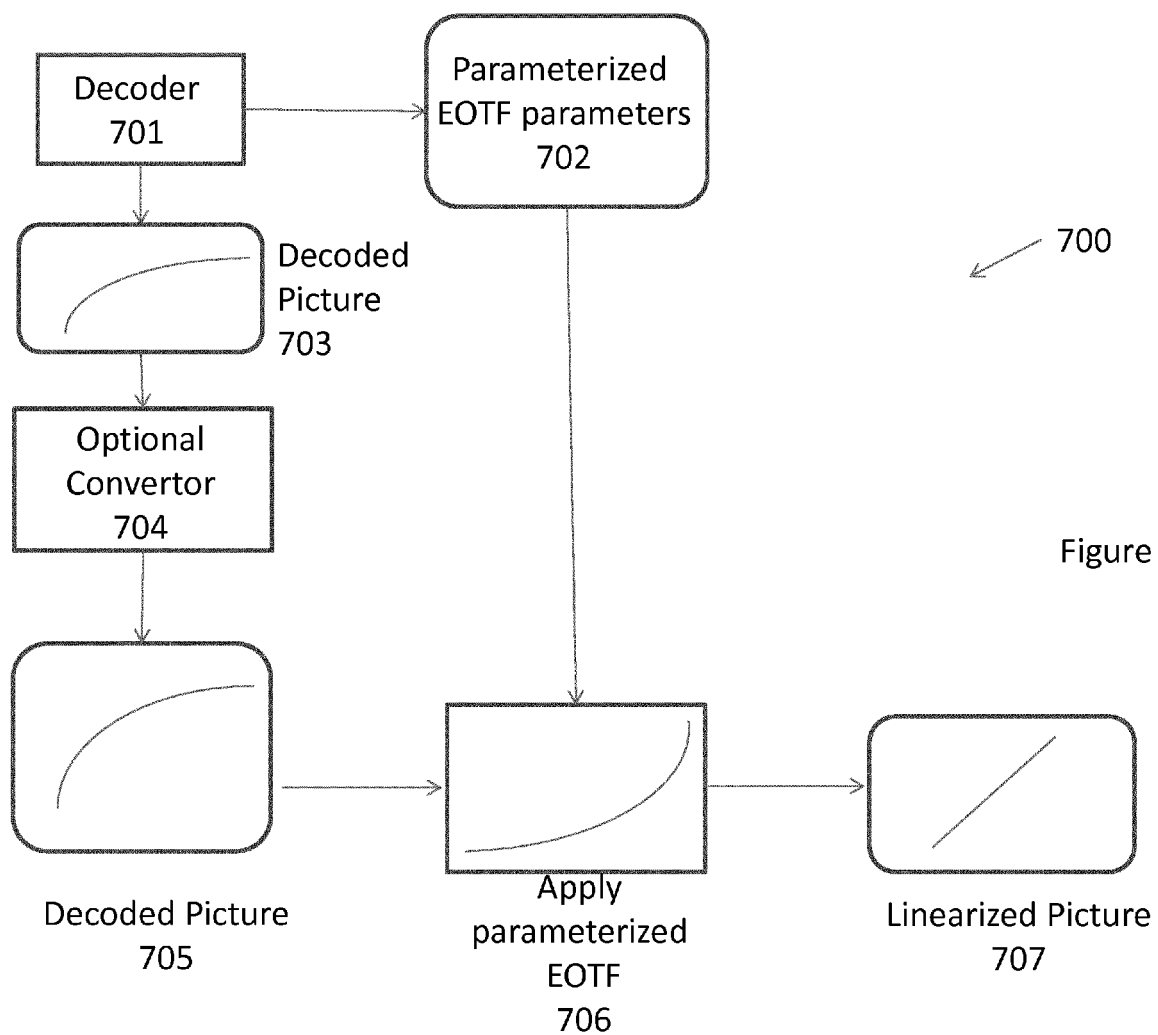 Decoder
701
Parameterized
EOTF parameters
702
Decoded
Picture
703
700
Optional
Convertor
704
Figure
Decoded Picture
705
Apply
parameterized
EOTF
706
Linearized Picture
707